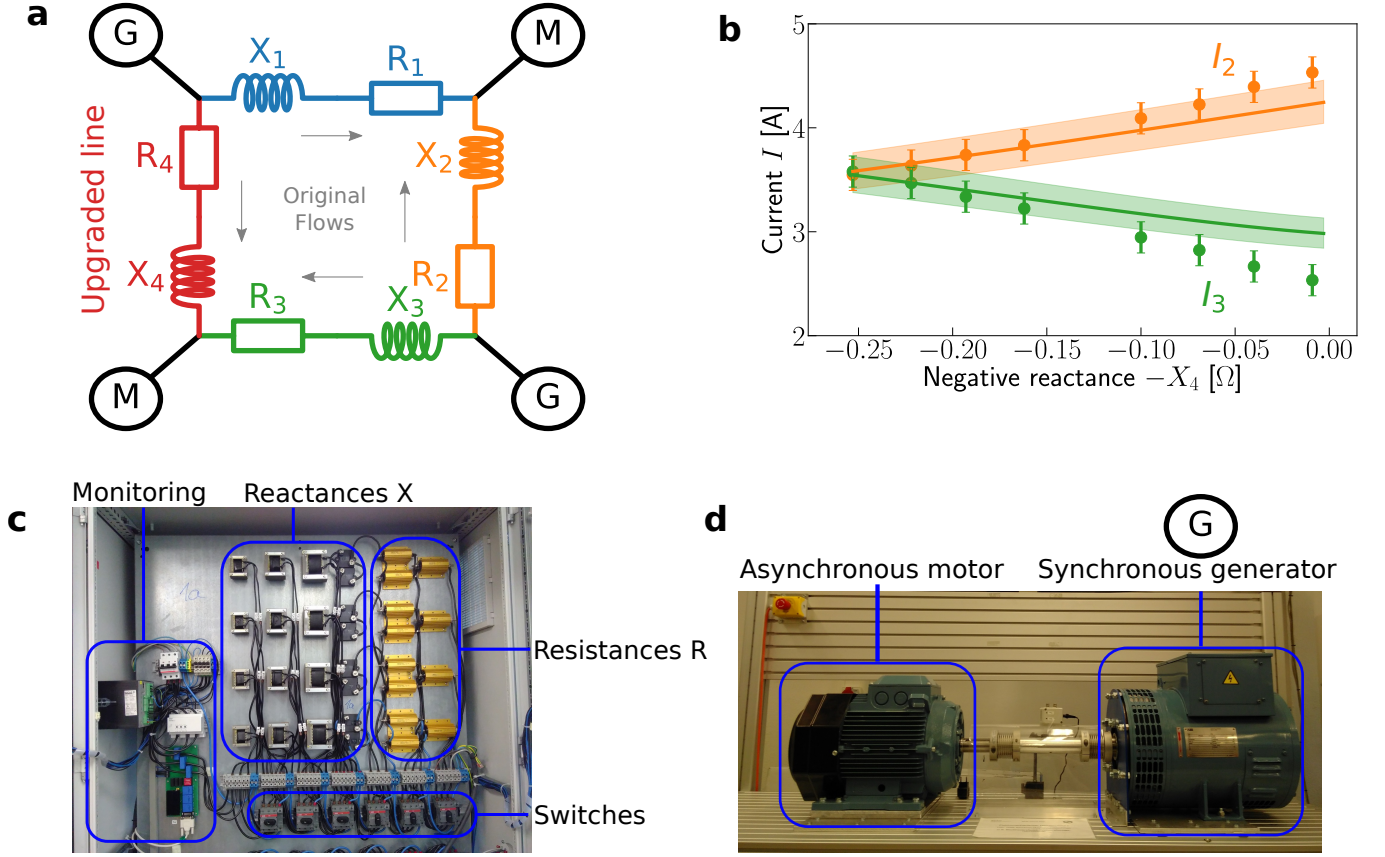 a
G
M
X1
R1
Upgraded line
R4
X2
Original
Flows
X4
R2
R3
X3
M
G
b
5
4
3
2
Current I [A]
I2
I3
−0.25 −0.20 −0.15 −0.10 −0.05 0.00
Negative reactance −X4 [Ω]
c
Monitoring
Reactances X
Resistances R
Switches
d
G
Asynchronous motor
Synchronous generator